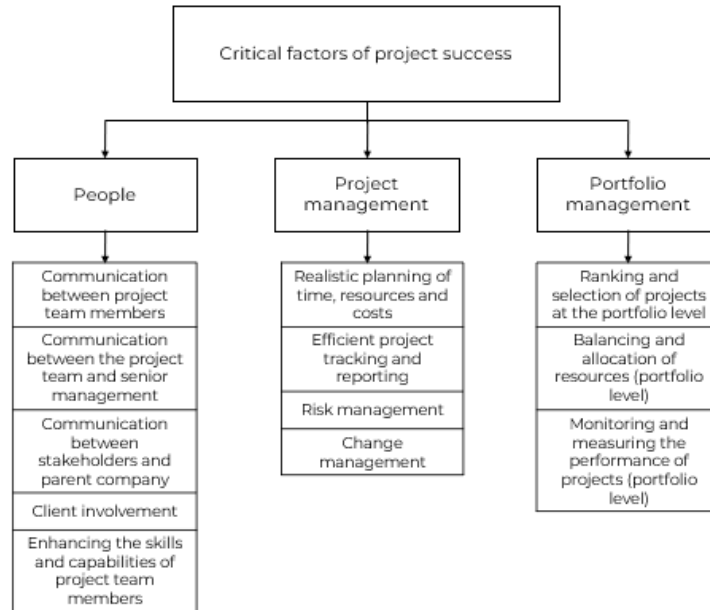 Critical factors of project success
People
Project
management
Portfolio
management
Communication
between project
team members
Communication
between the project
team and senior
management
Communication
between
stakeholders and
parent company
Client involvement
Enhancing the skills
and capabilities of
project team
members
Realistic planning of
time, resources and
costs
Efficient project
tracking and
reporting
Risk management
Change
management
Ranking and
selection of projects
at the portfolio level
Balancing and
allocation of
resources (portfolio
level)
Monitoring and
measuring the
performance of
projects (portfolio
level)